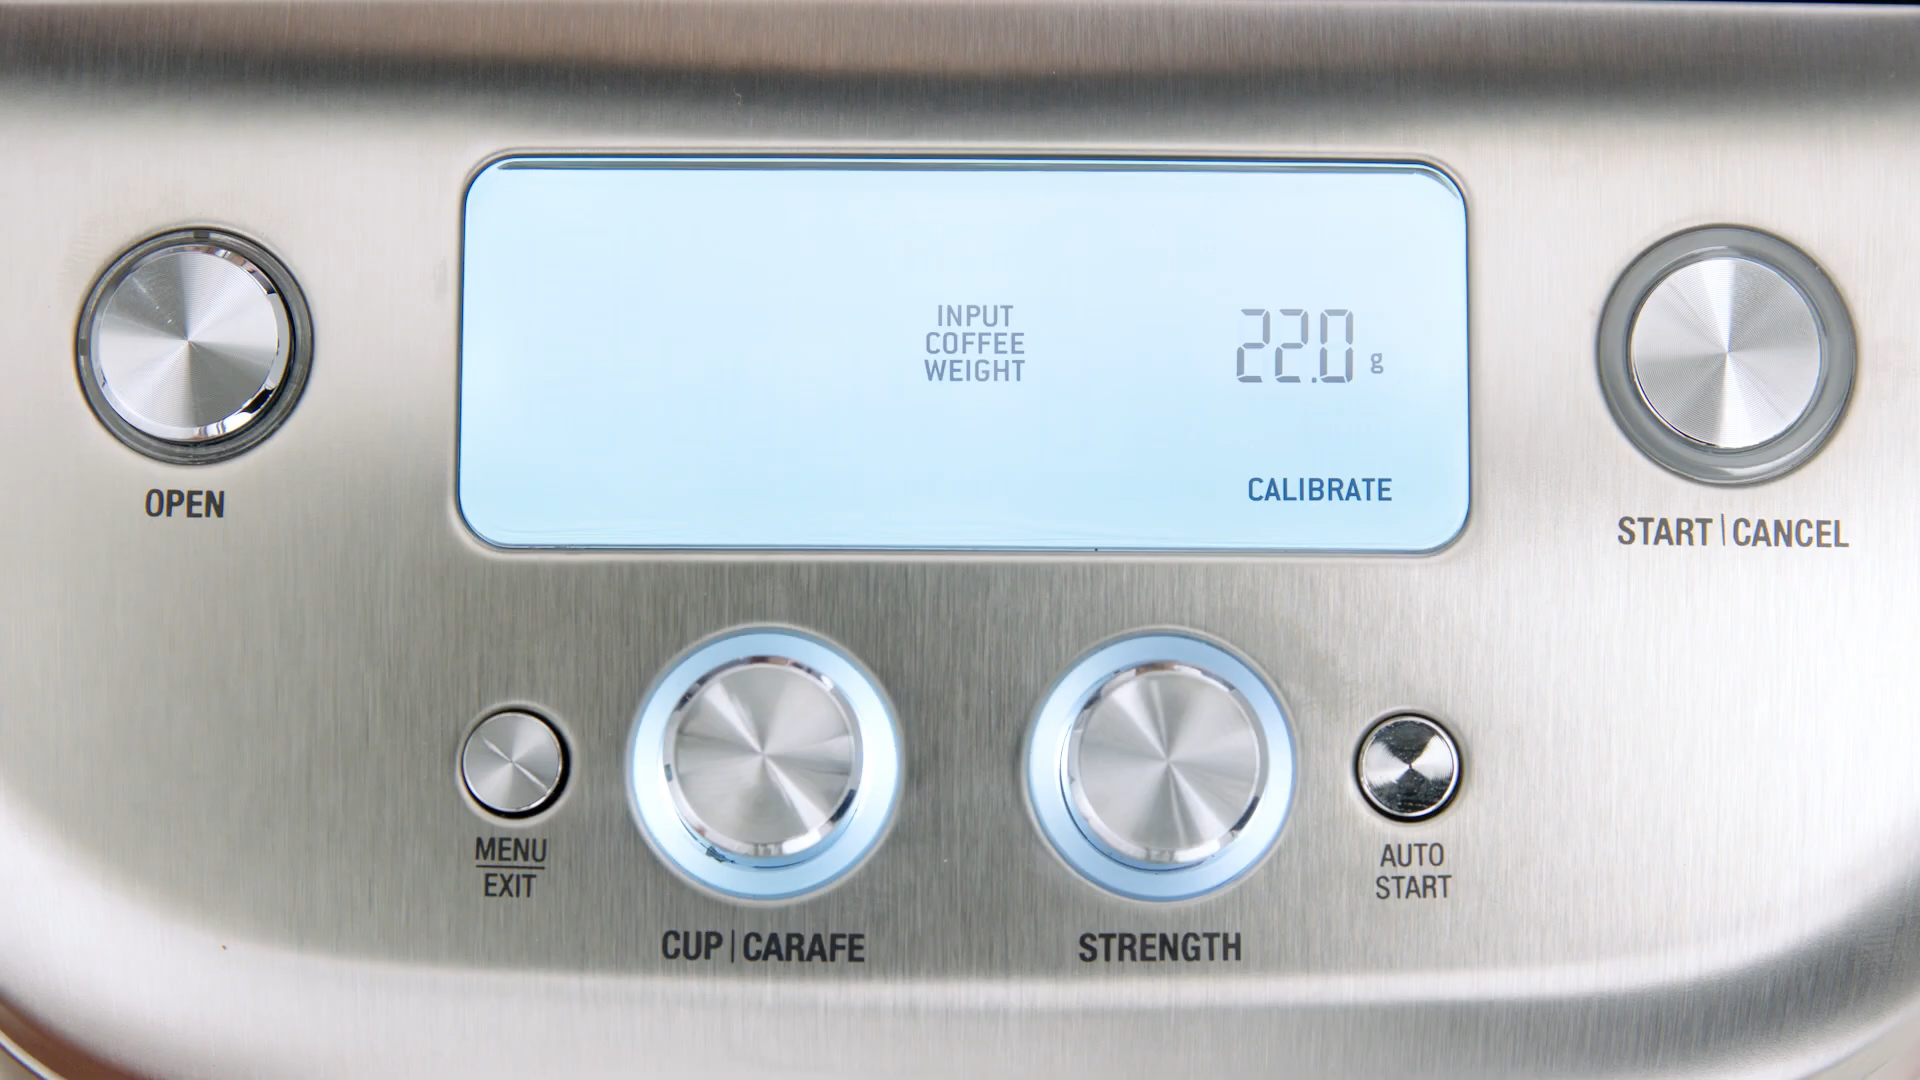 INPUT
COFFEE
WEIGHT
22.0 g
CALIBRATE
OPEN
START | CANCEL
MENU
EXIT
CUP | CARAFE
STRENGTH
AUTO
START